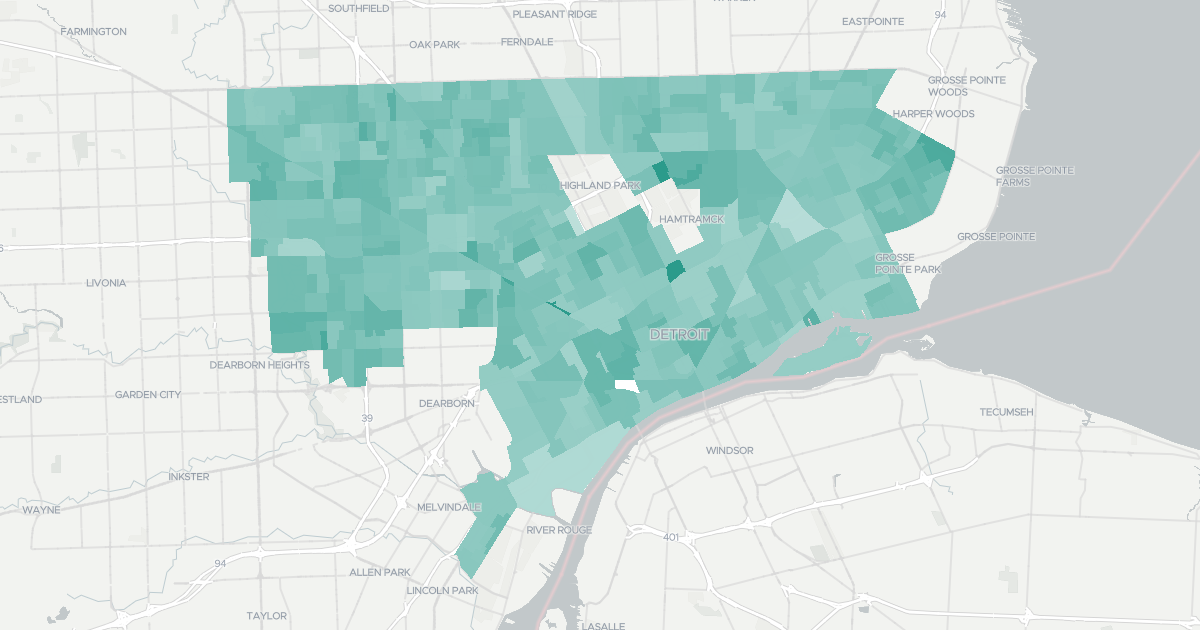 SOUTHFIELD
PLEASANT RIDGE
94
EASTPOINTE
FARMINGTON
OAK PARK
FERNDALE
GROSSE POINTE
WOODS
HARPER WOODS
HIGHLAND PARK
GROSSE POINTE
FARMS
HAMTRAMCK
GROSSE POINTE
GROSSE
POINTE PARK
LIVONIA
DETROIT
DEARBORN HEIGHTS
GARDEN CITY
DEARBORN
39
TECUMSEH
WINDSOR
INKSTER
WAYNE
MELVINDALE
RIVER ROUGE
401
94
ALLEN PARK
LINCOLN PARK
TAYLOR
LASALLE